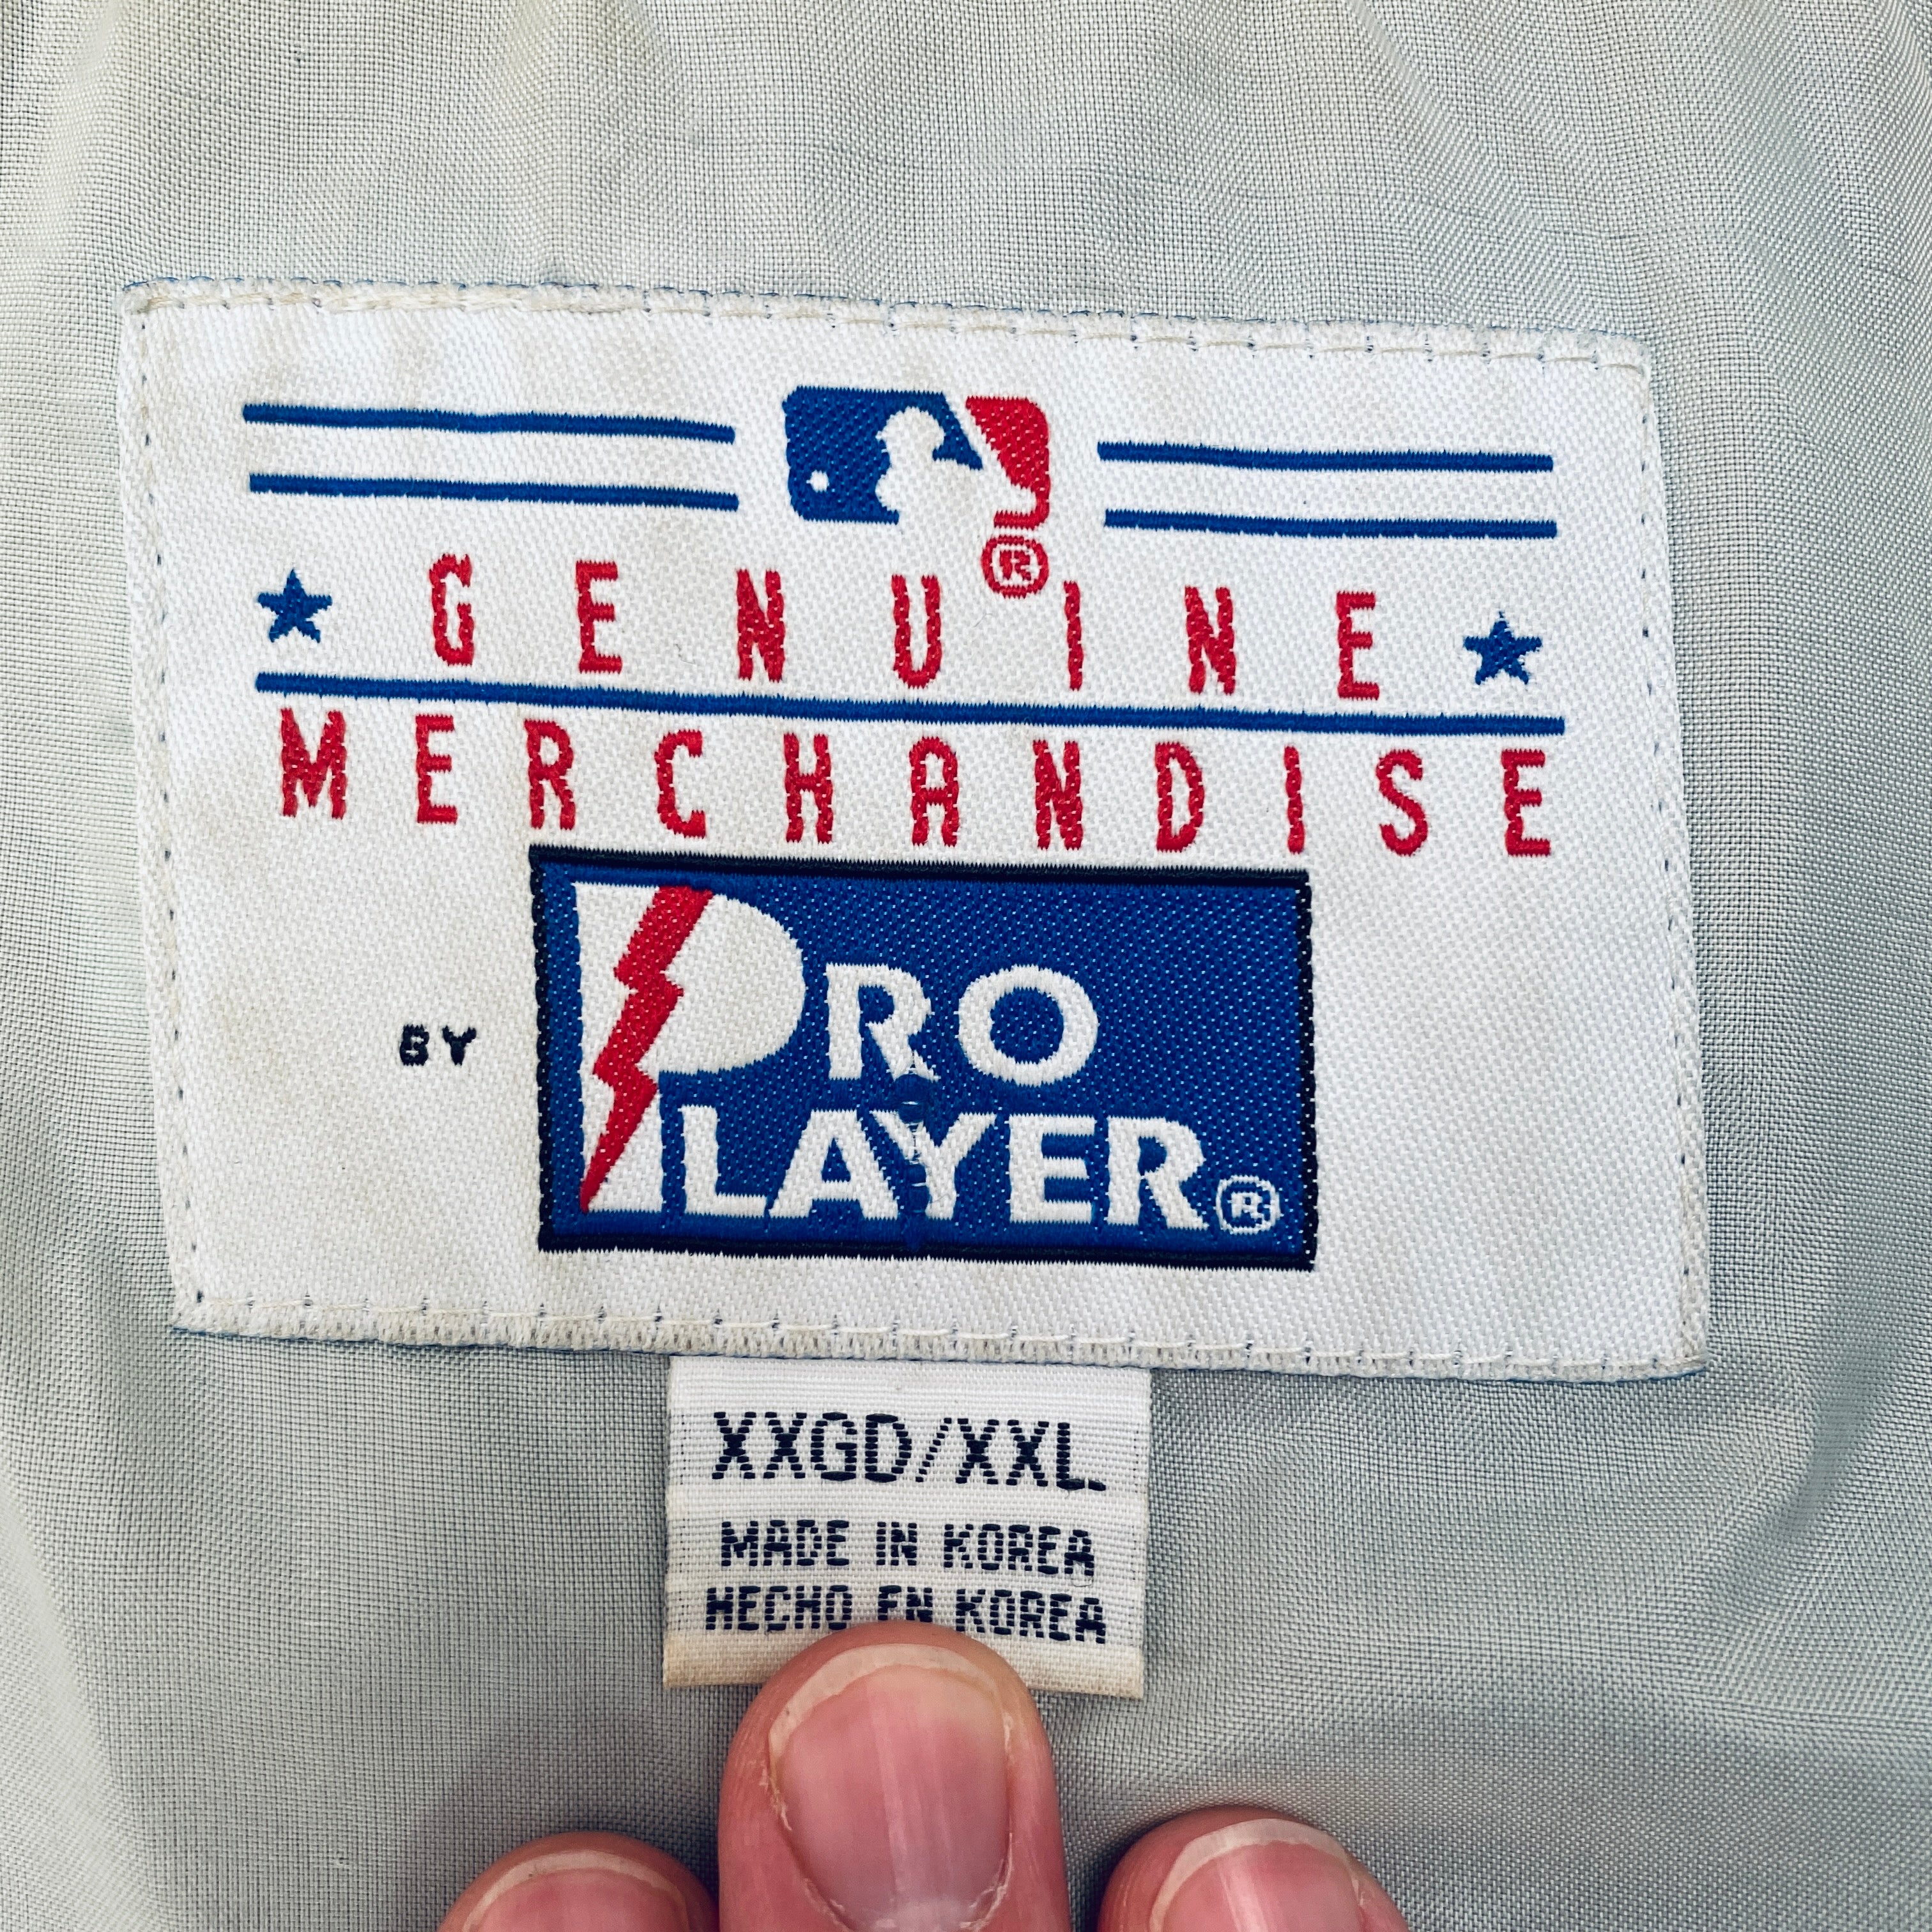 ®
GENUINE
MERCHANDISE
BY PRO PLAYER®
XXGD/XXL
MADE IN KOREA
HECHO EN KOREA